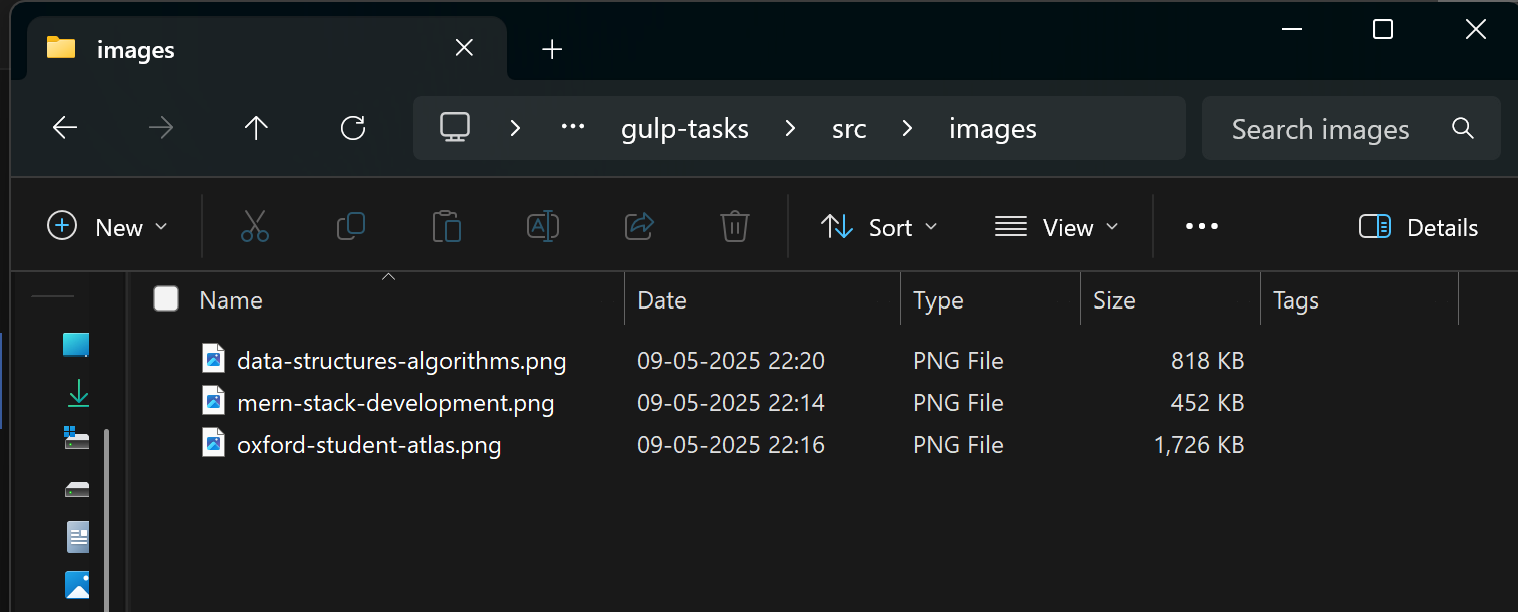 images
gulp-tasks src images Search images
New Sort View Details
Name Date Type Size Tags
data-structures-algorithms.png 09-05-2025 22:20 PNG File 818 KB
mern-stack-development.png 09-05-2025 22:14 PNG File 452 KB
oxford-student-atlas.png 09-05-2025 22:16 PNG File 1,726 KB